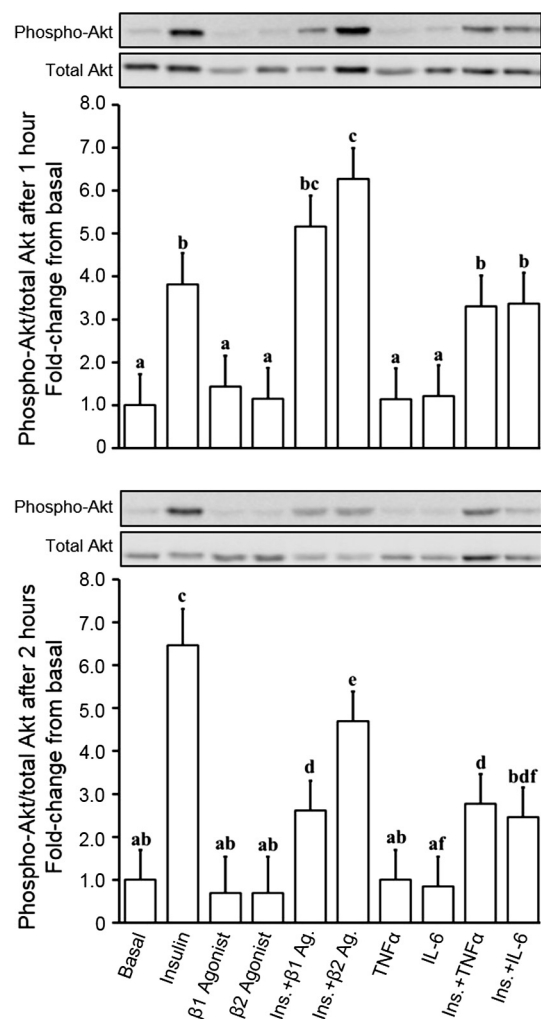 Phospho-Akt
Total Akt
Phospho-Akt/total Akt after 1 hour
Fold-change from basal
8.0
7.0
6.0
5.0
4.0
3.0
2.0
1.0
0
a
b
a
a
bc
c
a
a
b
b
Phospho-Akt
Total Akt
Phospho-Akt/total Akt after 2 hours
Fold-change from basal
8.0
7.0
6.0
5.0
4.0
3.0
2.0
1.0
0
ab
c
ab
ab
d
e
ab
af
d
bdf
Basal
Insulin
β1 Agonist
β2 Agonist
Ins.+β1 Ag.
Ins.+β2 Ag.
TNFα
IL-6
Ins.+TNFα
Ins.+IL-6